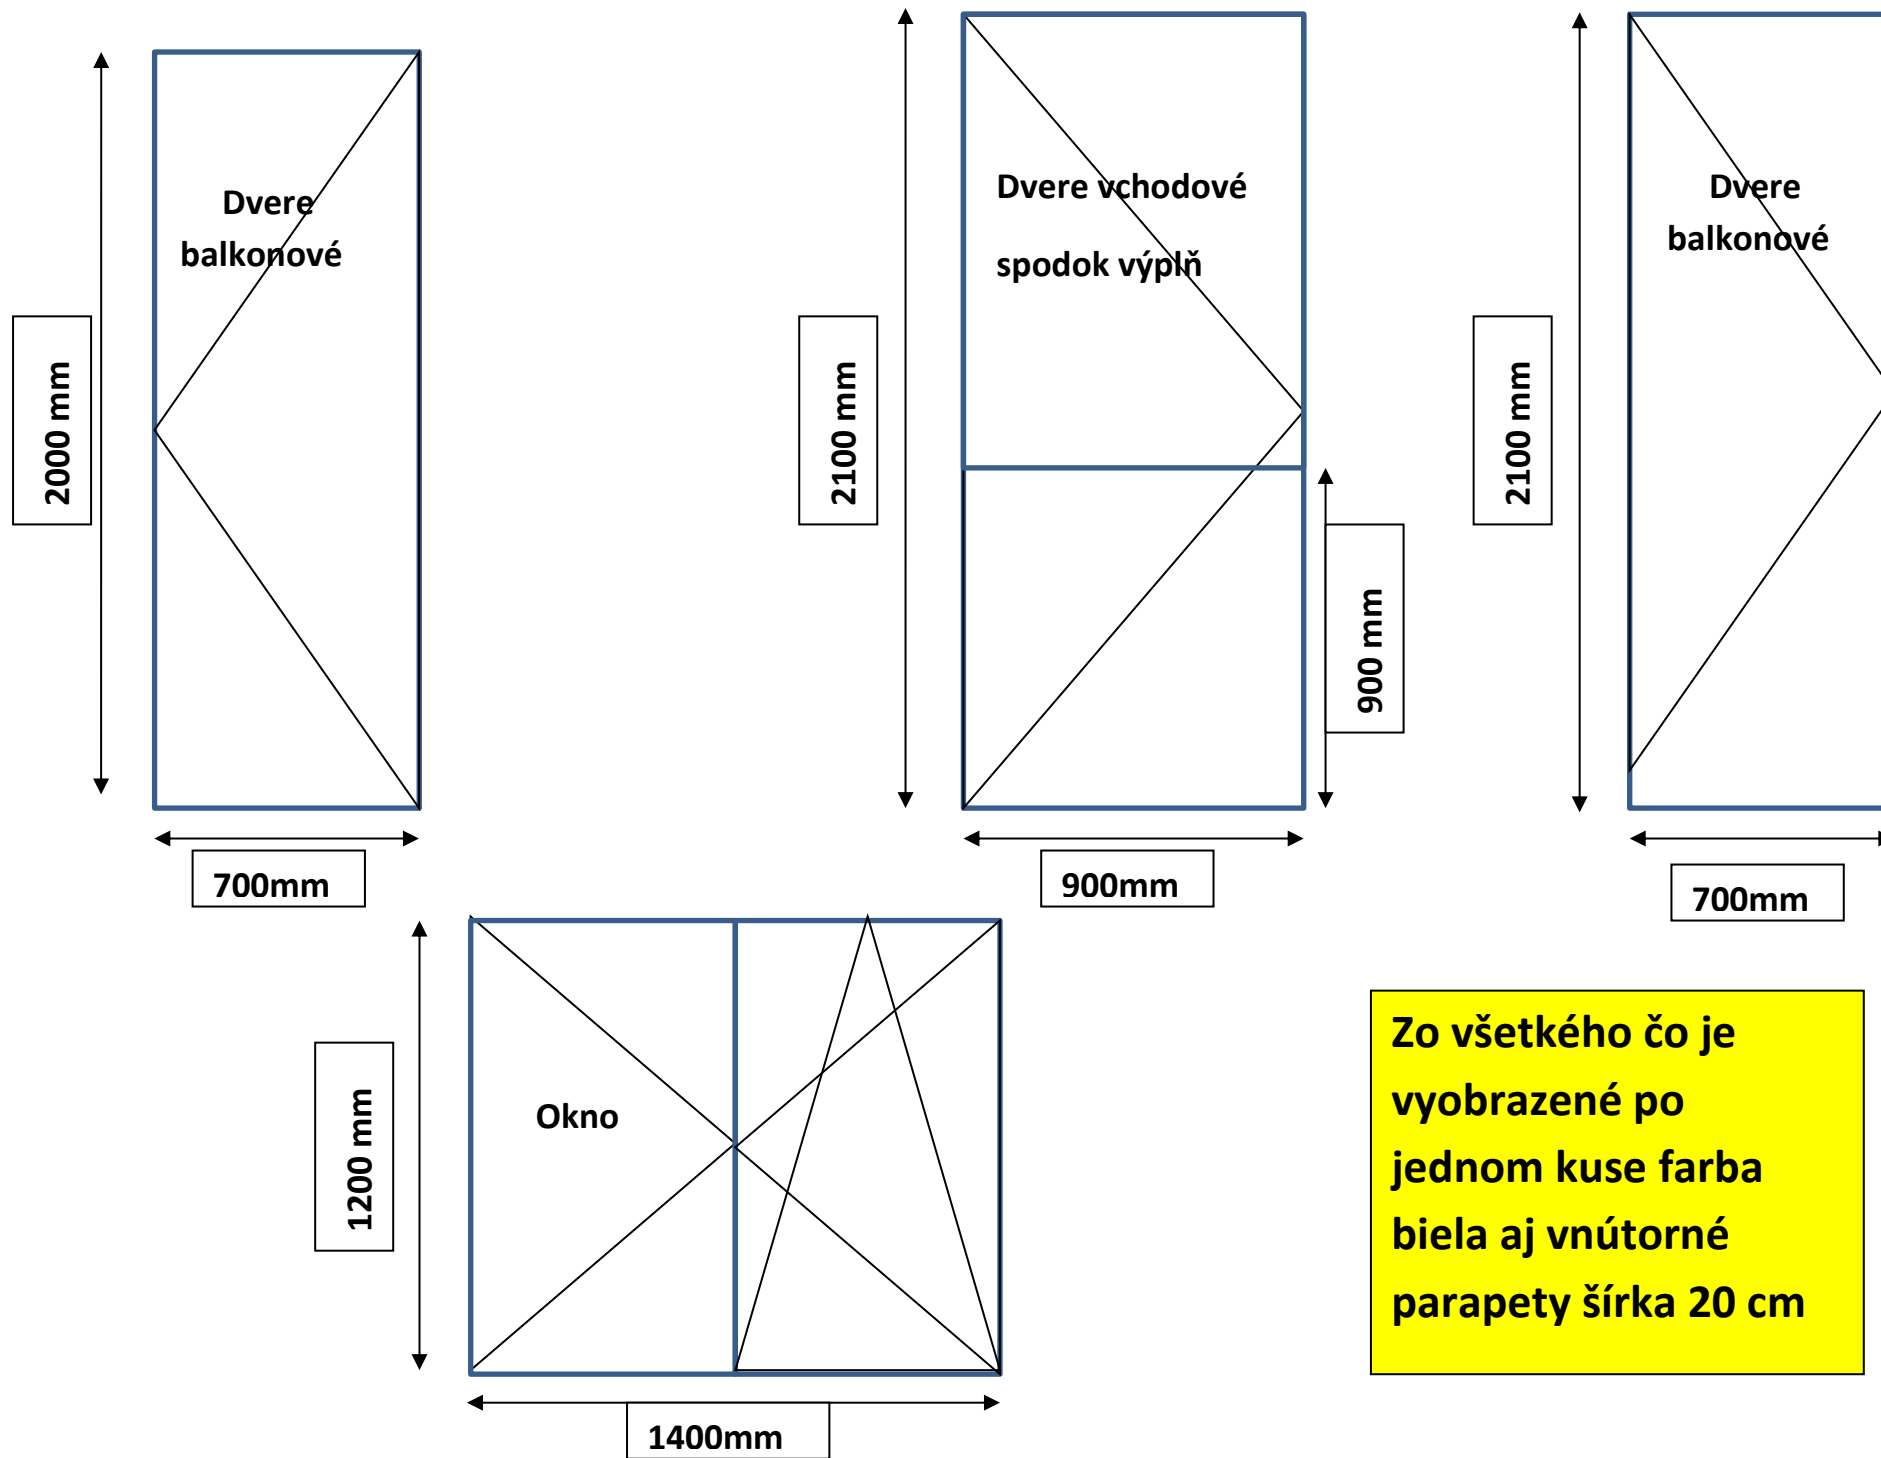 Dvere
balkonové
2000 mm
700mm
Dvere vchodové
spodok výplň
2100 mm
900 mm
900mm
Dvere
balkonové
2100 mm
700mm
Okno
1200 mm
1400mm
Zo všetkého čo je
vyobrazené po
jednom kuse farba
biela aj vnútorné
parapety šírka 20 cm